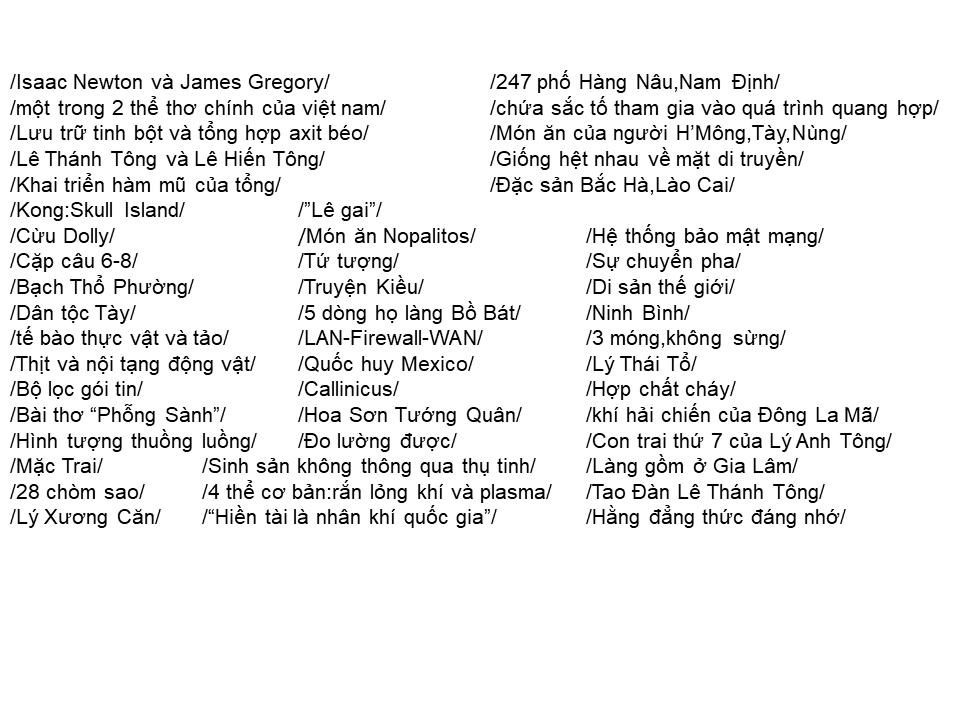 /Isaac Newton và James Gregory/ /247 phố Hàng Nâu,Nam Định/
/một trong 2 thể thơ chính của việt nam/ /chứa sắc tố tham gia vào quá trình quang hợp/
/Lưu trữ tinh bột và tổng hợp axit béo/ /Món ăn của người H’Mông,Tày,Nùng/
/Lê Thánh Tông và Lê Hiến Tông/ /Giống hệt nhau về mặt di truyền/
/Khai triển hàm mũ của tổng/ /Đặc sản Bắc Hà,Lào Cai/
/Kong:Skull Island/ /”Lê gai”/
/Cừu Dolly/ /Món ăn Nopalitos/ /Hệ thống bảo mật mạng/
/Cặp câu 6-8/ /Tứ tượng/ /Sự chuyển pha/
/Bạch Thổ Phường/ /Truyện Kiều/ /Di sản thế giới/
/Dân tộc Tày/ /5 dòng họ làng Bồ Bát/ /Ninh Bình/
/tế bào thực vật và tảo/ /LAN-Firewall-WAN/ /3 móng,không sừng/
/Thịt và nội tạng động vật/ /Quốc huy Mexico/ /Lý Thái Tổ/
/Bộ lọc gói tin/ /Callinicus/ /Hợp chất cháy/
/Bài thơ “Phỗng Sành”/ /Hoa Sơn Tướng Quân/ /khí hải chiến của Đông La Mã/
/Hình tượng thuồng luồng/ /Đo lường được/ /Con trai thứ 7 của Lý Anh Tông/
/Mặc Trai/ /Sinh sản không thông qua thụ tinh/ /Làng gồm ở Gia Lâm/
/28 chòm sao/ /4 thể cơ bản:rắn lỏng khí và plasma/ /Tao Đàn Lê Thánh Tông/
/Lý Xương Căn/ /“Hiền tài là nhân khí quốc gia”/ /Hằng đẳng thức đáng nhớ/